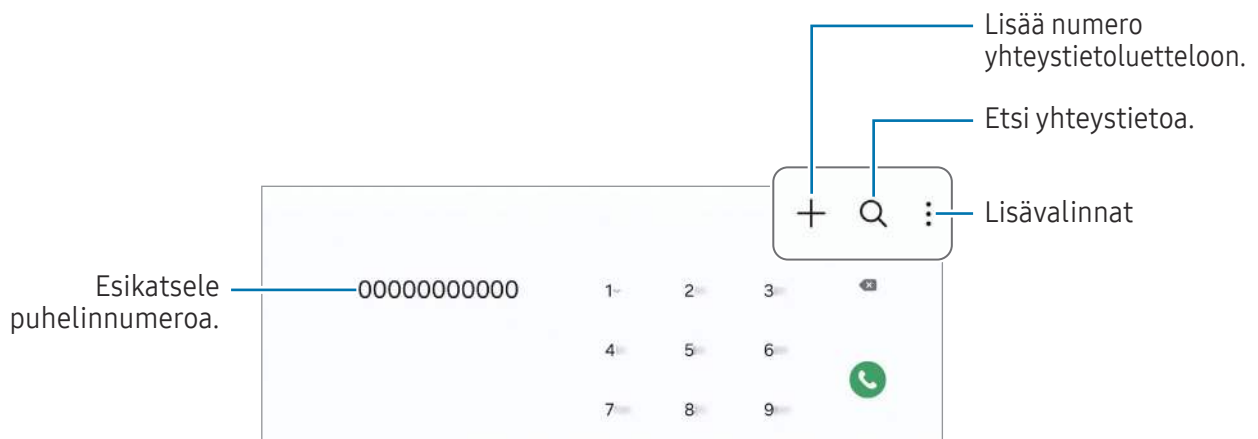 Lisää numero
yhteystietoluetteloon.
Etsi yhteystietoa.
Lisävalinnat
Esikatsele
puhelinnumeroa.
00000000000
1 2 3
4 5 6
7 8 9